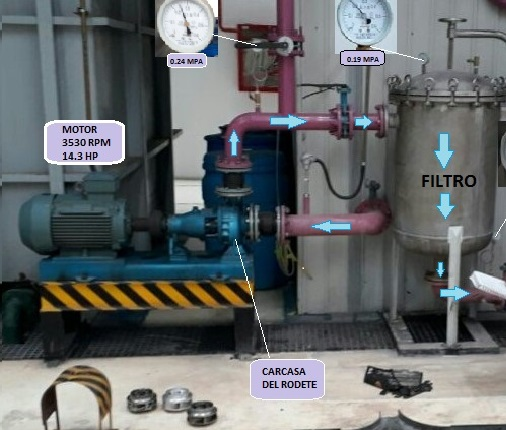 0.24 MPA
0.19 MPA
MOTOR
3530 RPM
14.3 HP
FILTRO
CARCASA
DEL RODETE